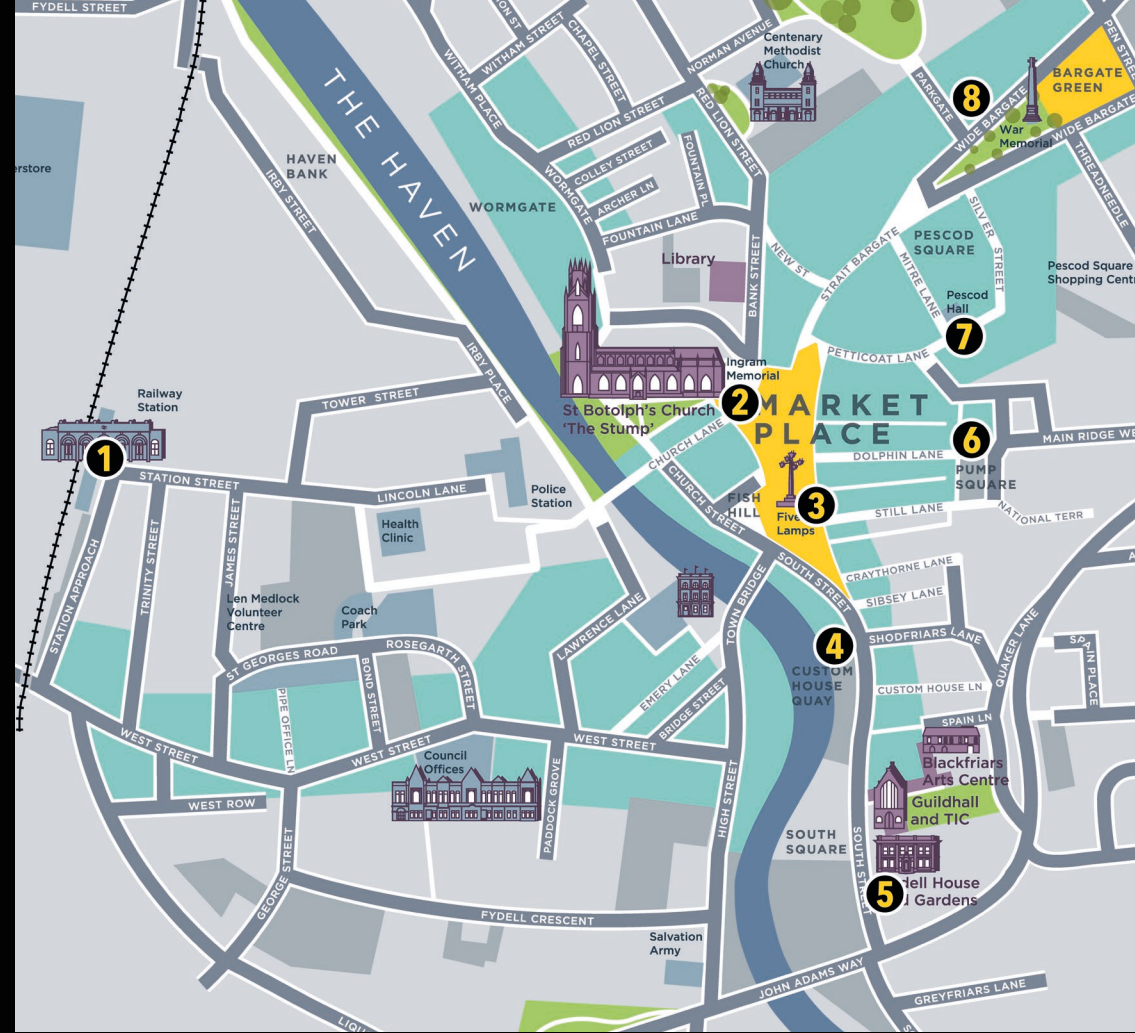 FYDELL STREET
WITHAM STREET
CHAPEL STREET
NORMAN AVENUE
Centenary
Methodist
Church
WITHAM PLACE
RED LION STREET
RED LION STREET
PARKGATE
8
WIDE BARGATE
BARGATE
GREEN
War
Memorial
WIDE BARGATE
THREADNEEDLE
THE HAVEN
HAVEN
BANK
IRBY STREET
COLLEY STREET
ARCHER LN
FOUNTAIN PL
FOUNTAIN LANE
WORMGATE
WORMGATE
Library
BANK STREET
NEW ST
STRAIT BARGATE
MITRE LANE
PESCOD
SQUARE
SILVER STREET
Pescod Square
Pescod
Hall
7
PETTICOAT LANE
IRBY PLACE
Ingram
Memorial
2
St Botolph's Church
'The Stump'
MARKET
PLACE
Railway
Station
1
TOWER STREET
STATION STREET
LINCOLN LANE
Police
Station
Health
Clinic
CHURCH LANE
CHURCH STREET
FISH
HILL
3
Lamps
DOLPHIN LANE
6
PUMP
SQUARE
MAIN RIDGE
STILL LANE
NATIONAL TERR
STATION APPROACH
TRINITY STREET
JAMES STREET
Len Medlock
Volunteer
Centre
Coach
Park
ST GEORGES ROAD
ROSEGARTH STREET
BOND STREET
PIPE OFFICE LN
LAWRENCE LANE
EMERY LANE
BRIDGE STREET
TOWN BRIDGE
SOUTH STREET
CRAYTHORNE LANE
SIBSEY LANE
4
SHODFRIARS LANE
CUSTOM
HOUSE
QUAY
CUSTOM HOUSE LN
QUAKER LANE
SPAIN PLACE
SPAIN LN
Blackfriars
Arts Centre
Guildhall
and TIC
WEST STREET
WEST STREET
WEST STREET
Council
Offices
WEST ROW
GEORGE STREET
PADDOCK GROVE
HIGH STREET
SOUTH
SQUARE
SOUTH STREET
5
House
Gardens
FYDELL CRESCENT
Salvation
Army
JOHN ADAMS WAY
GREYFRIARS LANE